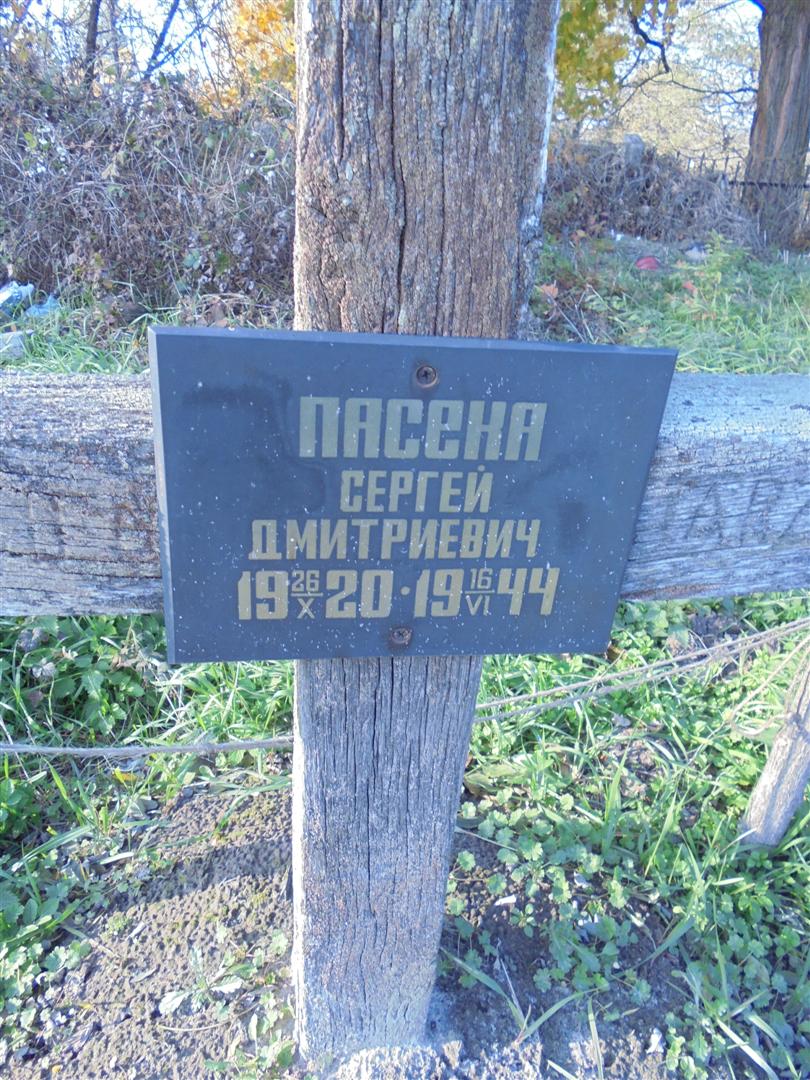 ПАСЕКА
СЕРГЕЙ
ДМИТРИЕВИЧ
19 26/X 20 · 19 16/VI 44